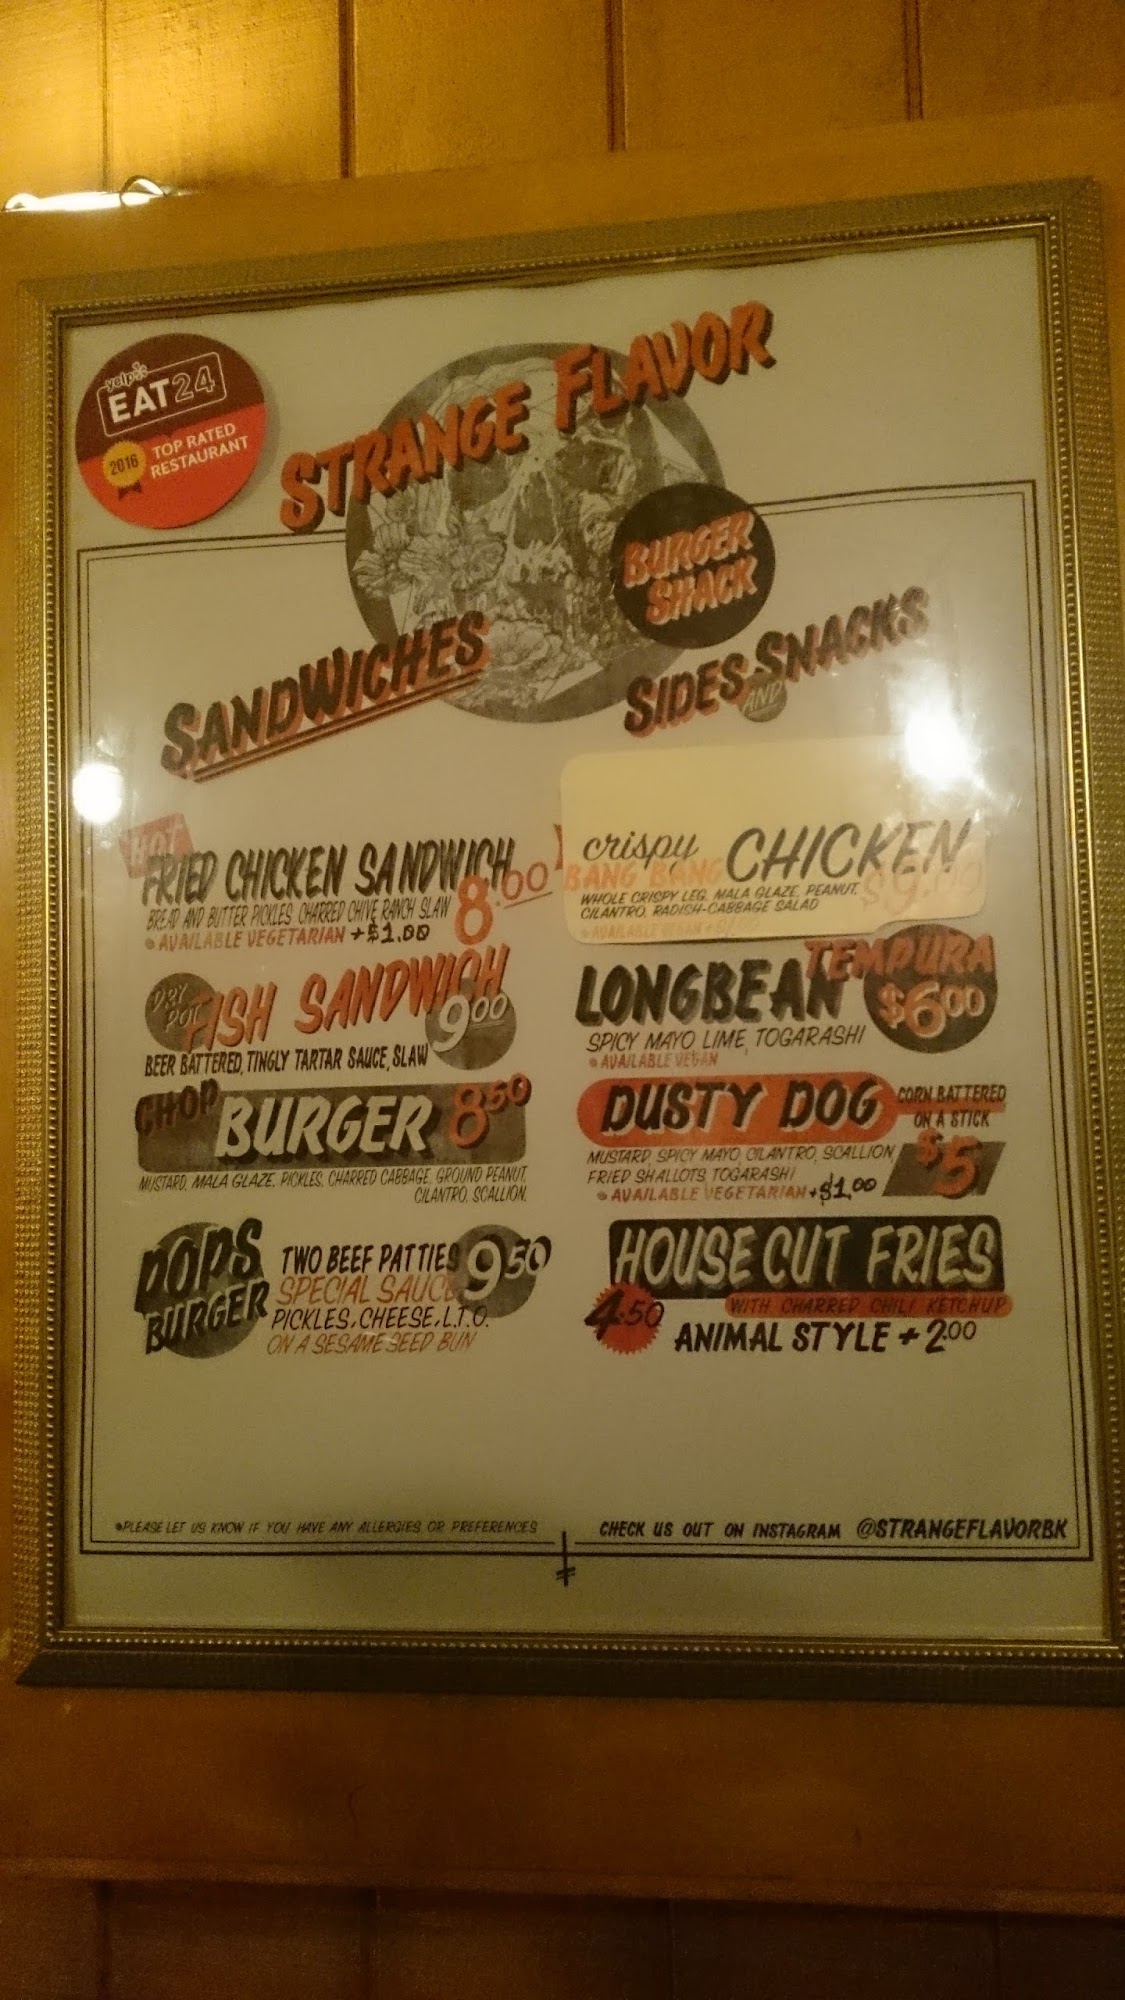 yelp
EAT24
2016
TOP RATED
RESTAURANT
STRANGE FLAVOR
BURGER
SHACK
SANDWICHES
HOT
FRIED CHICKEN SANDWICH
8.00
BREAD AND BUTTER PICKLES, CHARRED CHIVE RANCH SLAW
AVAILABLE VEGETARIAN +$1.00
DRY
POT
FISH SANDWICH
9.00
BEER BATTERED, TINGLY TARTAR SAUCE, SLAW
CHOP
BURGER 8.50
MUSTARD, MALA GLAZE, PICKLES, CHARRED CABBAGE, GROUND PEANUT,
CILANTRO, SCALLION.
POPS
BURGER
TWO BEEF PATTIES
9.50
SPECIAL SAUCE
PICKLES, CHEESE, L.T.O.
ON A SESAME SEED BUN
SIDES AND SNACKS
crispy CHICKEN
BANG BANG
$9.00
WHOLE CRISPY LEG, MALA GLAZE, PEANUT,
CILANTRO, RADISH-CABBAGE SALAD
AVAILABLE VEGAN +$1.00
LONGBEAN TEMPURA
$6.00
SPICY MAYO LIME, TOGARASHI
AVAILABLE VEGAN
DUSTY DOG
CORN BATTERED
ON A STICK
$5
MUSTARD, SPICY MAYO, CILANTRO, SCALLION,
FRIED SHALLOTS, TOGARASHI
AVAILABLE VEGETARIAN +$1.00
HOUSE CUT FRIES
4.50
WITH CHARRED CHILI KETCHUP
ANIMAL STYLE + 2.00
*PLEASE LET US KNOW IF YOU HAVE ANY ALLERGIES OR PREFERENCES
CHECK US OUT ON INSTAGRAM @STRANGEFLAVORBK